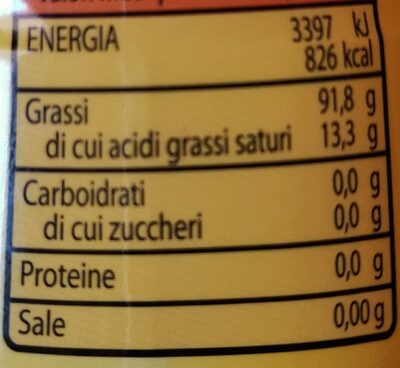 ENERGIA 3397 kJ
826 kcal
Grassi 91,8 g
di cui acidi grassi saturi 13,3 g
Carboidrati 0,0 g
di cui zuccheri 0,0 g
Proteine 0,0 g
Sale 0,00 g